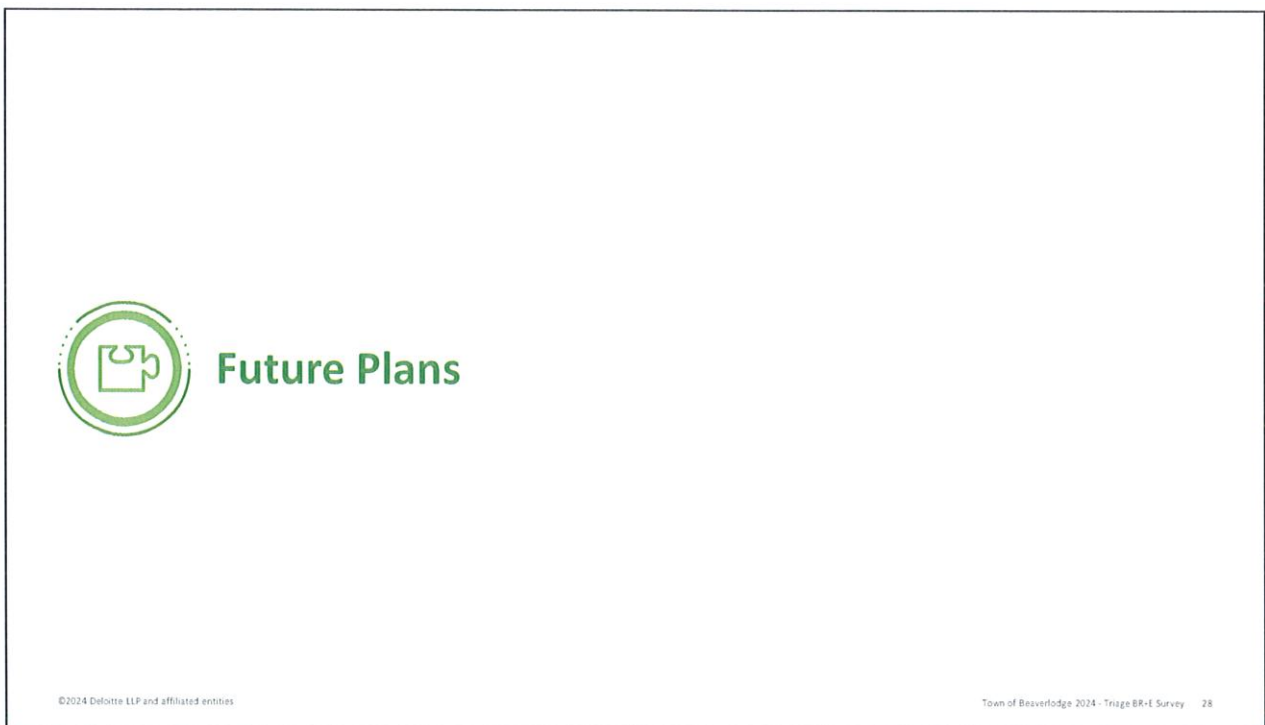 Future Plans
©2024 Deloitte LLP and affiliated entities
Town of Beaverlodge 2024 - Triage BR+E Survey 28